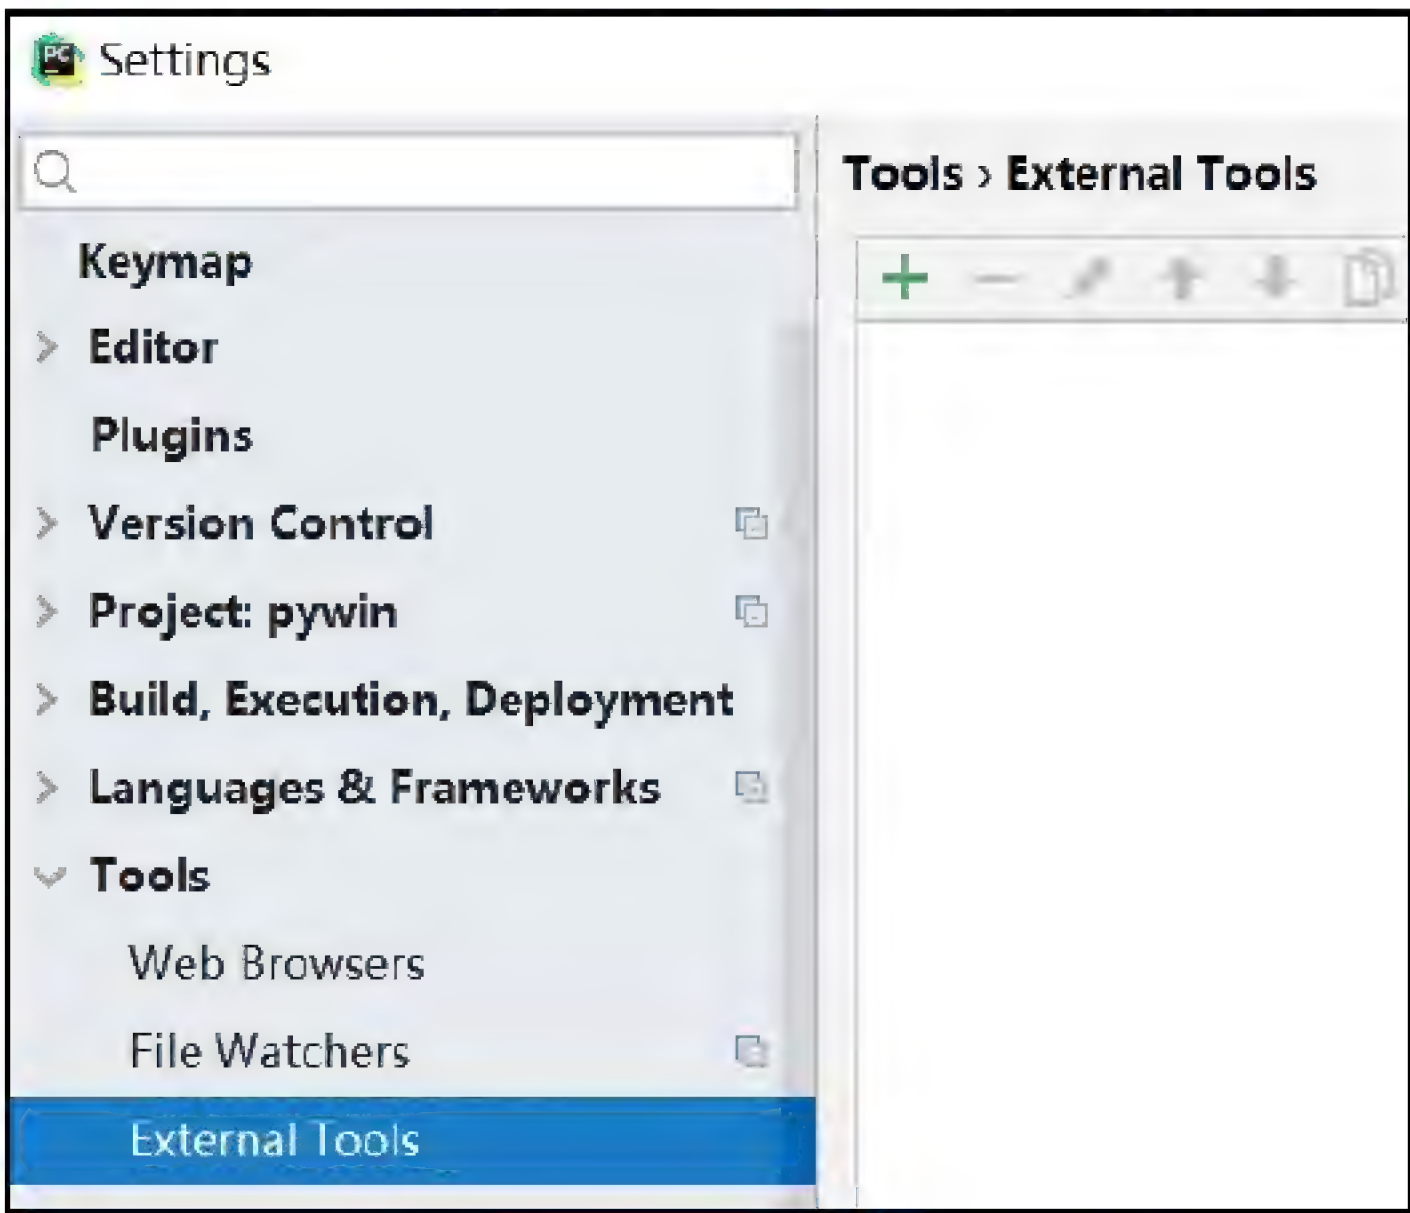 PC Settings
Tools › External Tools
Keymap
Editor
Plugins
Version Control
Project: pywin
Build, Execution, Deployment
Languages & Frameworks
Tools
Web Browsers
File Watchers
External Tools